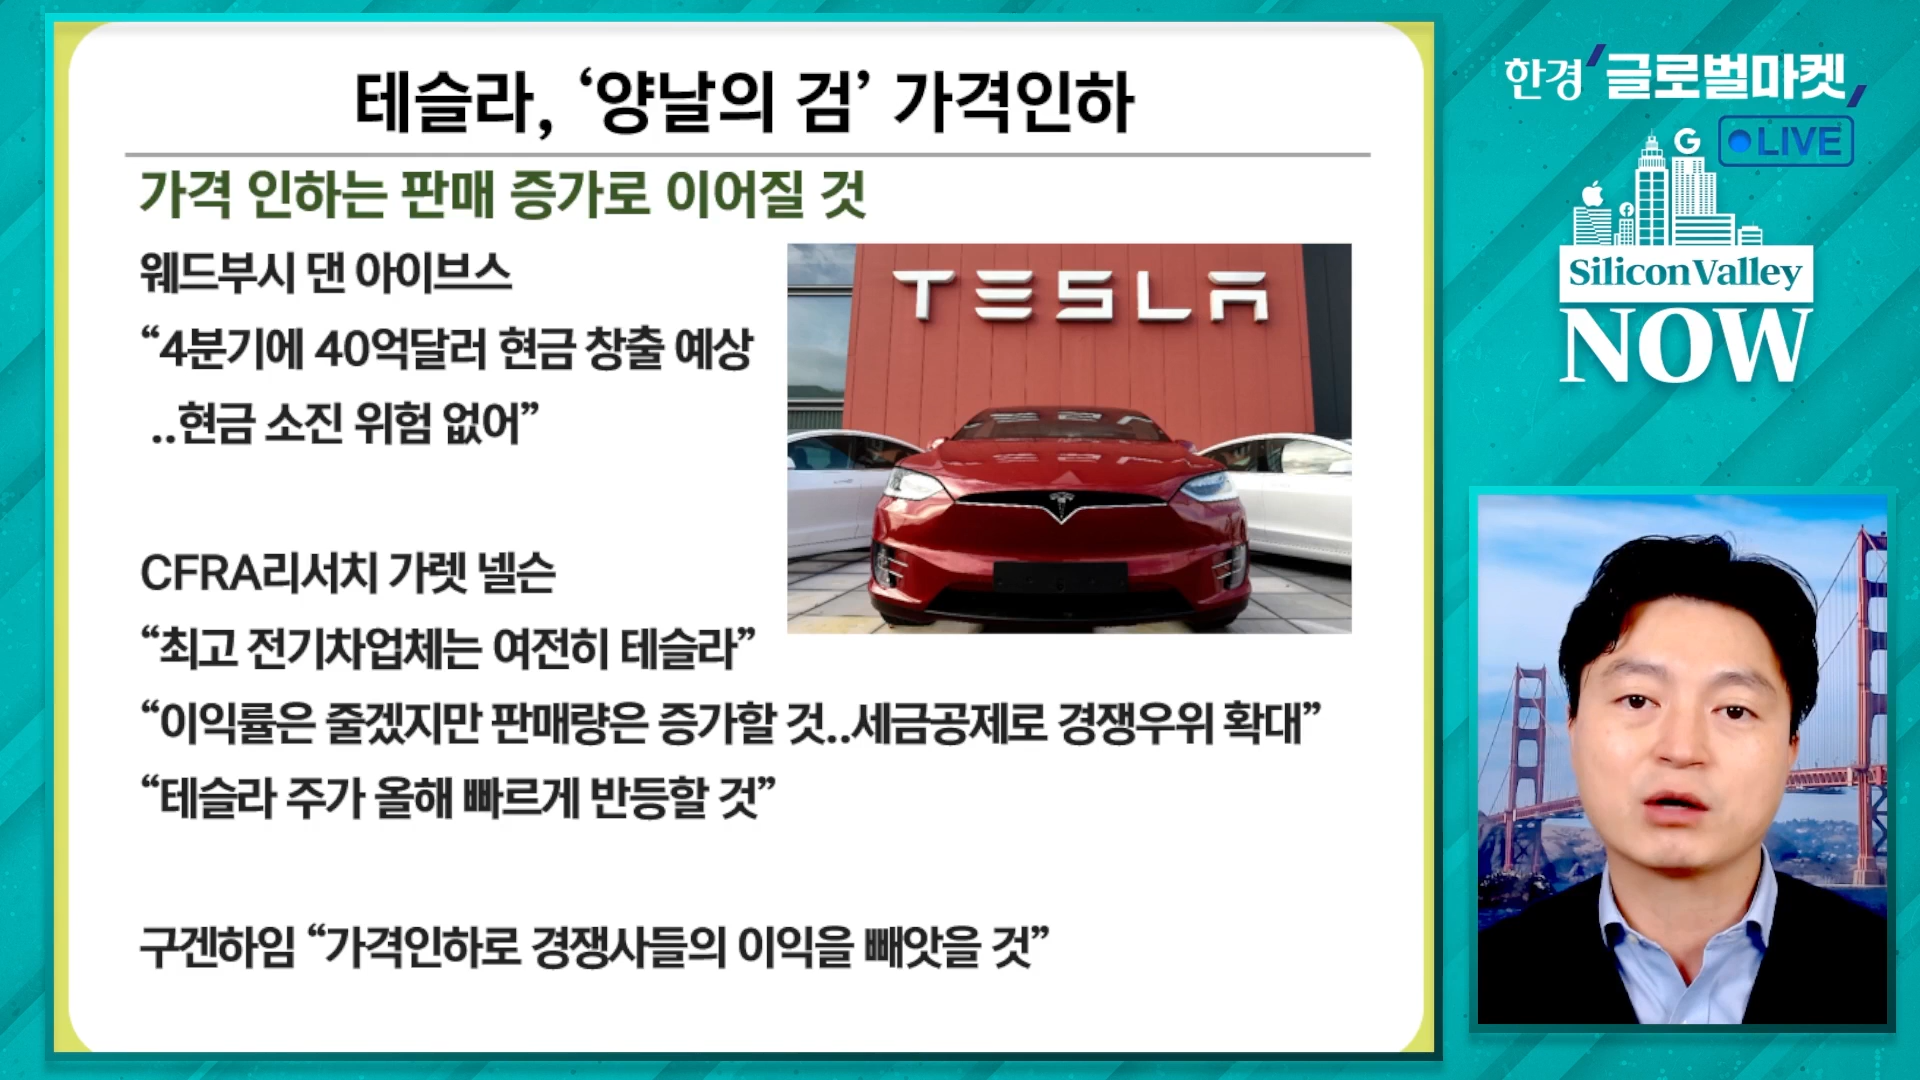 테슬라, ‘양날의 검’ 가격인하
가격 인하는 판매 증가로 이어질 것
웨드부시 댄 아이브스
“4분기에 40억달러 현금 창출 예상
..현금 소진 위험 없어”
CFRA리서치 가렛 넬슨
“최고 전기차업체는 여전히 테슬라”
“이익률은 줄겠지만 판매량은 증가할 것..세금공제로 경쟁우위 확대”
“테슬라 주가 올해 빠르게 반등할 것”
구겐하임 “가격인하로 경쟁사들의 이익을 빼앗을 것”
TESLA
한경 ‘글로벌마켓’
LIVE
G
Silicon Valley
NOW